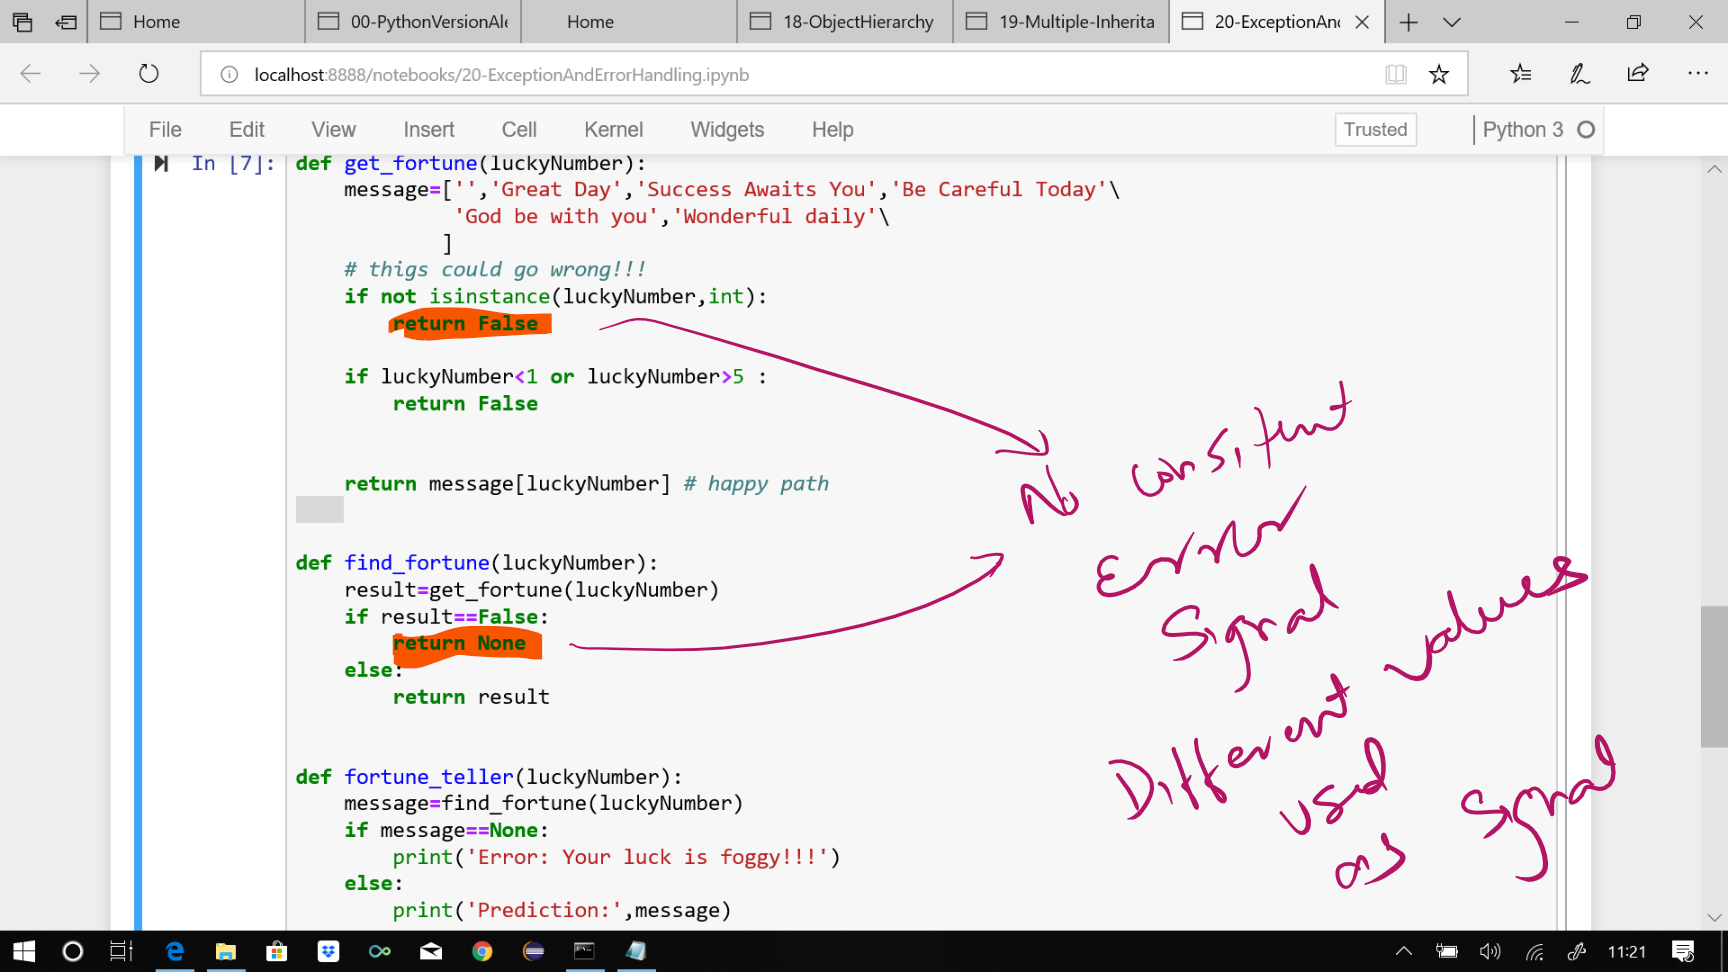 Home
00-PythonVersionAle
Home
18-ObjectHierarchy
19-Multiple-Inherita
20-ExceptionAn
localhost:8888/notebooks/20-ExceptionAndErrorHandling.ipynb
File Edit View Insert Cell Kernel Widgets Help
Trusted
Python 3
In [7]:
def get_fortune(luckyNumber):
message=['','Great Day','Success Awaits You','Be Careful Today'\
'God be with you','Wonderful daily'\
]
# thigs could go wrong!!!
if not isinstance(luckyNumber,int):
return False
if luckyNumber<1 or luckyNumber>5 :
return False
return message[luckyNumber] # happy path
def find_fortune(luckyNumber):
result=get_fortune(luckyNumber)
if result==False:
return None
else:
return result
def fortune_teller(luckyNumber):
message=find_fortune(luckyNumber)
if message==None:
print('Error: Your luck is foggy!!!')
else:
print('Prediction:',message)
No consitent
Error
Signal
Different values
used
as signal
11:21